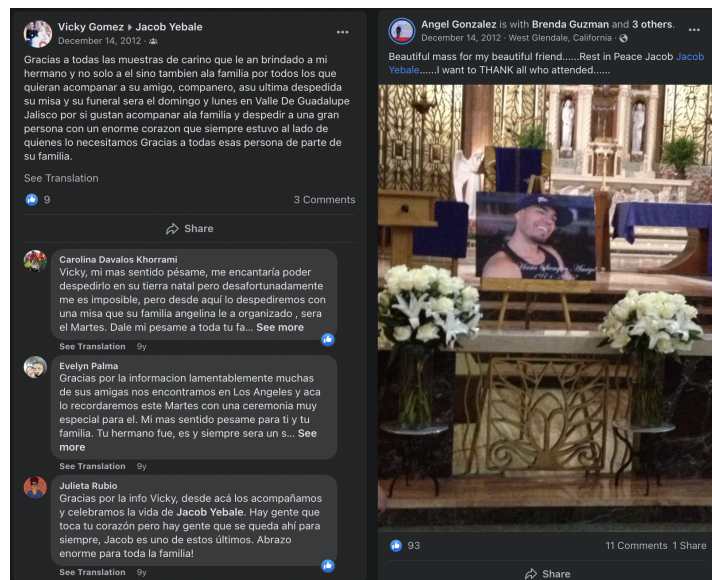 Vicky Gomez ▸ Jacob Yebale
December 14, 2012 ·
Gracias a todas las muestras de carino que le an brindado a mi
hermano y no solo a el sino tambien ala familia por todos los que
quieran acompanar a su amigo, companero, asu ultima despedida
su misa y su funeral sera el domingo y lunes en Valle De Guadalupe
Jalisco por si gustan acompanar ala familia y despedir a una gran
persona con un enorme corazon que siempre estuvo al lado de
quienes lo necesitamos Gracias a todas esas persona de parte de
su familia.
See Translation
9
3 Comments
Share
Carolina Davalos Khorrami
Vicky, mi mas sentido pésame, me encantaría poder
despedirlo en su tierra natal pero desafortunadamente
me es imposible, pero desde aquí lo despediremos con
una misa que su familia angelina le a organizado , sera
el Martes. Dale mi pesame a toda tu fa... See more
See Translation 9y
Evelyn Palma
Gracias por la informacion lamentablemente muchas
de sus amigas nos encontramos en Los Angeles y aca
lo recordaremos este Martes con una ceremonia muy
especial para el. Mi mas sentido pesame para ti y tu
familia. Tu hermano fue, es y siempre sera un s... See
more
See Translation 9y
Julieta Rubio
Gracias por la info Vicky, desde acá los acompañamos
y celebramos la vida de Jacob Yebale. Hay gente que
toca tu corazón pero hay gente que se queda ahí para
siempre, Jacob es uno de estos últimos. Abrazo
enorme para toda la familia!
See Translation 9y
Angel Gonzalez is with Brenda Guzman and 3 others.
December 14, 2012 · West Glendale, California ·
Beautiful mass for my beautiful friend......Rest in Peace Jacob Jacob
Yebale......I want to THANK all who attended......
Hasta Siempre Amigo
93
11 Comments 1 Share
Share